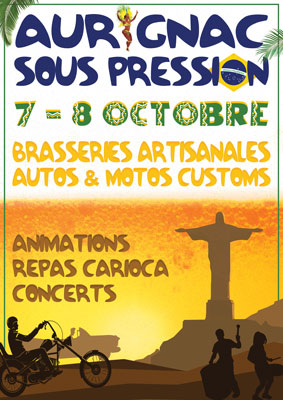 AURIGNAC
SOUS PRESSION
7 - 8 OCTOBRE
BRASSERIES ARTISANALES
AUTOS & MOTOS CUSTOMS
ANIMATIONS
REPAS CARIOCA
CONCERTS